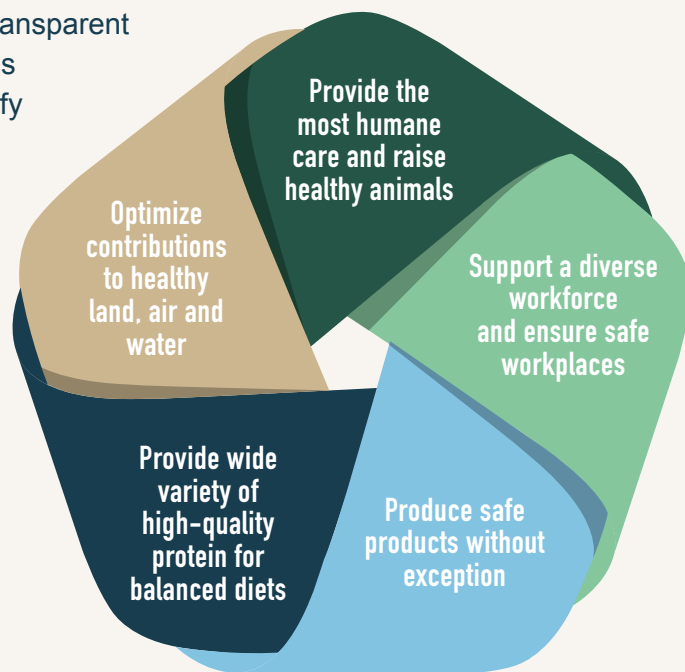 ansparent
s
fy
Provide the
most humane
care and raise
healthy animals
Optimize
contributions
to healthy
land, air and
water
Support a diverse
workforce
and ensure safe
workplaces
Provide wide
variety of
high-quality
protein for
balanced diets
Produce safe
products without
exception